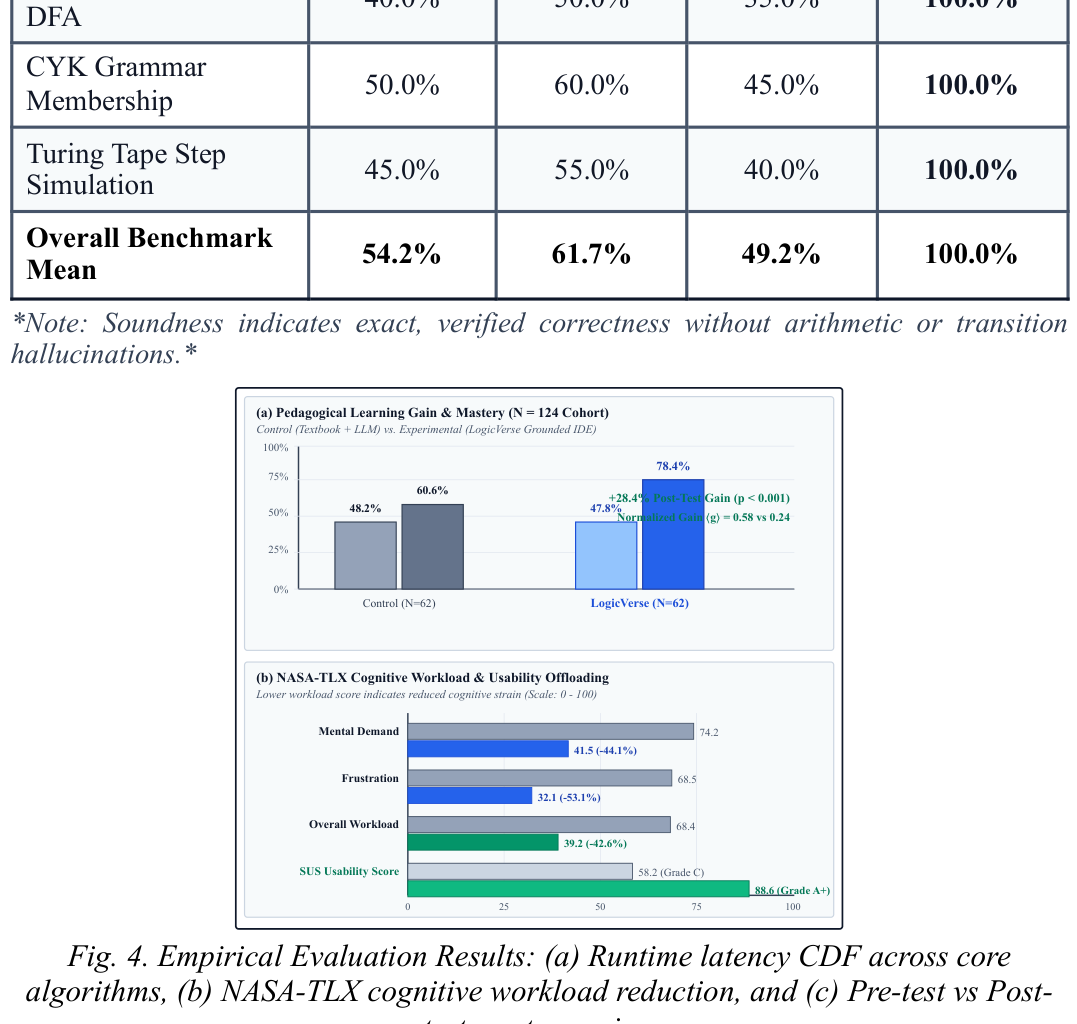 40.0% 50.0% 35.0% 100.0%
DFA
CYK Grammar
Membership
50.0% 60.0% 45.0% 100.0%
Turing Tape Step
Simulation
45.0% 55.0% 40.0% 100.0%
Overall Benchmark
Mean
54.2% 61.7% 49.2% 100.0%
*Note: Soundness indicates exact, verified correctness without arithmetic or transition
hallucinations.*
(a) Pedagogical Learning Gain & Mastery (N = 124 Cohort)
Control (Textbook + LLM) vs. Experimental (LogicVerse Grounded IDE)
100%
78.4%
75%
60.6%
+28.4% Post-Test Gain (p < 0.001)
48.2%
47.8%
50%
Normalized Gain ⟨g⟩ = 0.58 vs 0.24
25%
0%
Control (N=62)
LogicVerse (N=62)
(b) NASA-TLX Cognitive Workload & Usability Offloading
Lower workload score indicates reduced cognitive strain (Scale: 0 - 100)
Mental Demand
74.2
41.5 (-44.1%)
Frustration
68.5
32.1 (-53.1%)
Overall Workload
68.4
39.2 (-42.6%)
SUS Usability Score
58.2 (Grade C)
88.6 (Grade A+)
0 25 50 75 100
Fig. 4. Empirical Evaluation Results: (a) Runtime latency CDF across core
algorithms, (b) NASA-TLX cognitive workload reduction, and (c) Pre-test vs Post-